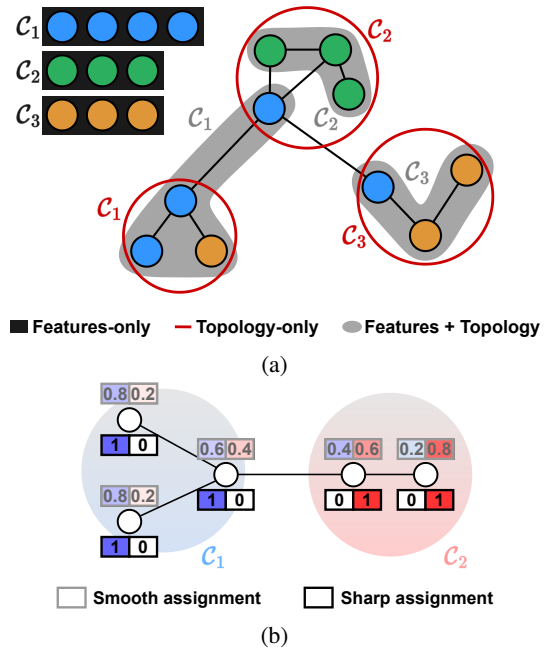 C₁
C₂
C₃
C₂
C₁
C₂
C₃
C₁
C₃
Features-only
Topology-only
Features + Topology
(a)
0.8 0.2
1 0
0.6 0.4
0.4 0.6
0.2 0.8
0.8 0.2
1 0
0 1
0 1
1 0
C₁
C₂
Smooth assignment
Sharp assignment
(b)